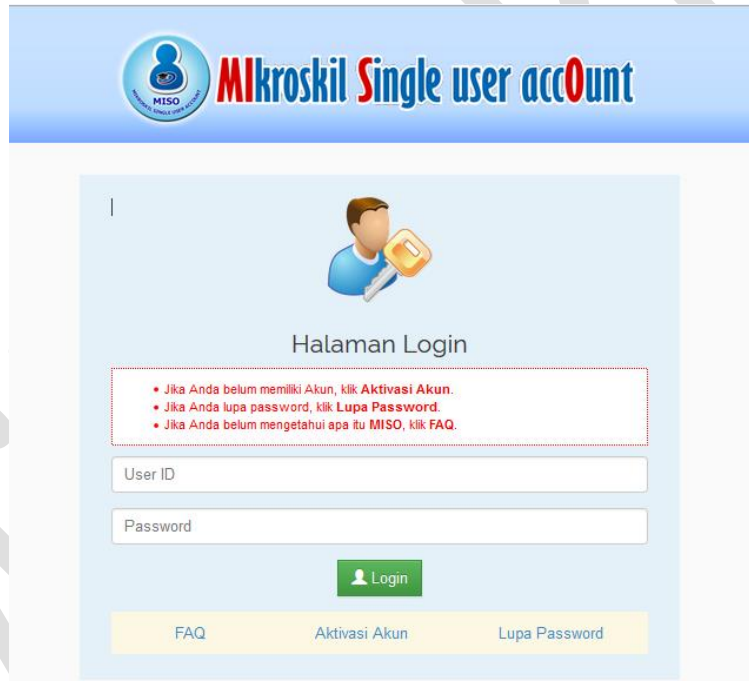 MISO
MIkroskil Single user accOunt
Halaman Login
• Jika Anda belum memiliki Akun, klik Aktivasi Akun.
• Jika Anda lupa password, klik Lupa Password.
• Jika Anda belum mengetahui apa itu MISO, klik FAQ.
User ID
Password
Login
FAQ Aktivasi Akun Lupa Password